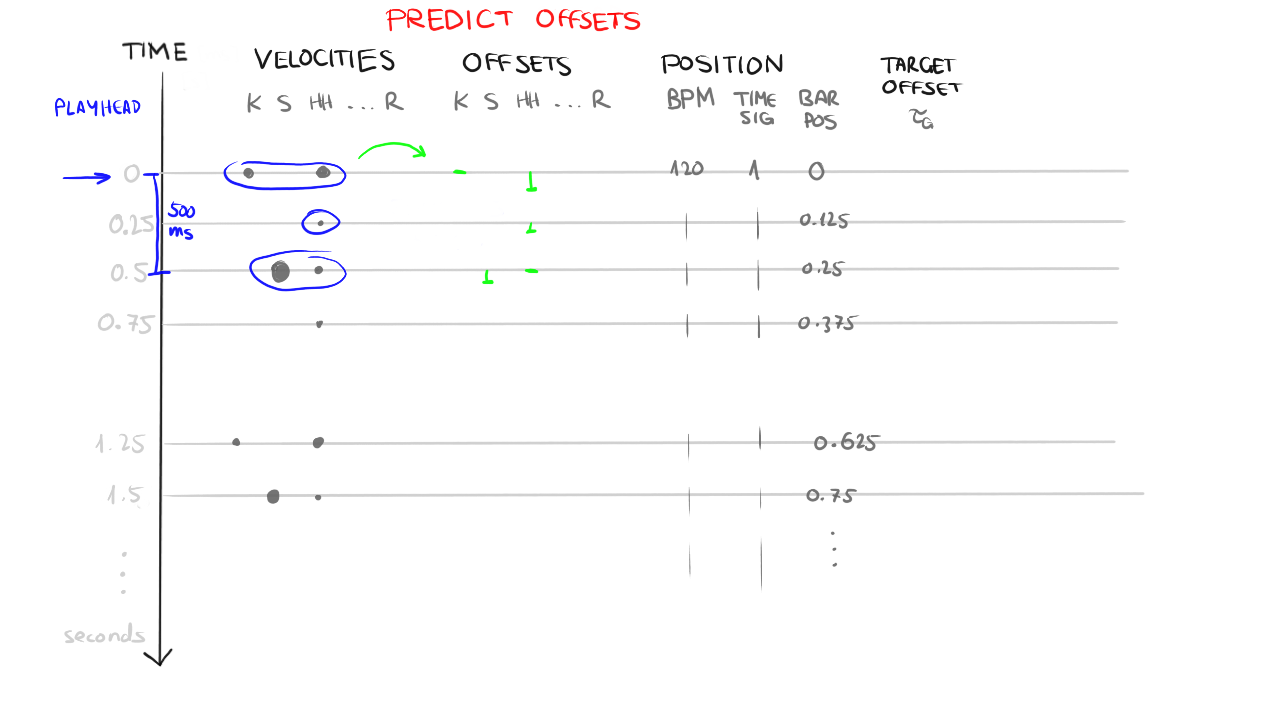 PREDICT OFFSETS
TIME VELOCITIES OFFSETS POSITION TARGET OFFSET
PLAYHEAD K S HH ... R K S HH ... R BPM TIME SIG BAR POS τG
0 120 1 0
500 ms
0.25 0.125
0.5 0.25
0.75 0.375
1.25 0.625
1.5 0.75
seconds